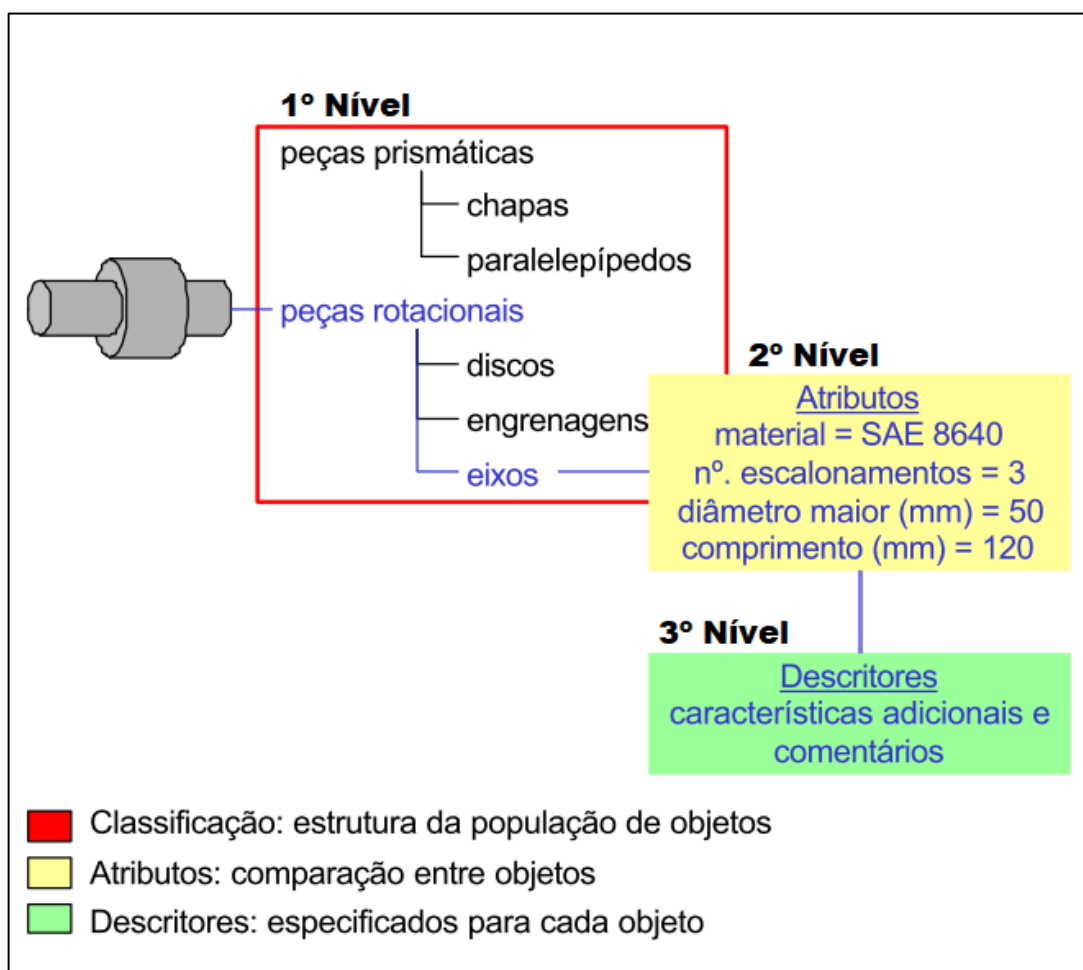 1º Nível
peças prismáticas
chapas
paralelepípedos
peças rotacionais
discos
engrenagens
eixos
2º Nível
Atributos
material = SAE 8640
nº. escalonamentos = 3
diâmetro maior (mm) = 50
comprimento (mm) = 120
3º Nível
Descritores
características adicionais e
comentários
Classificação: estrutura da população de objetos
Atributos: comparação entre objetos
Descritores: especificados para cada objeto